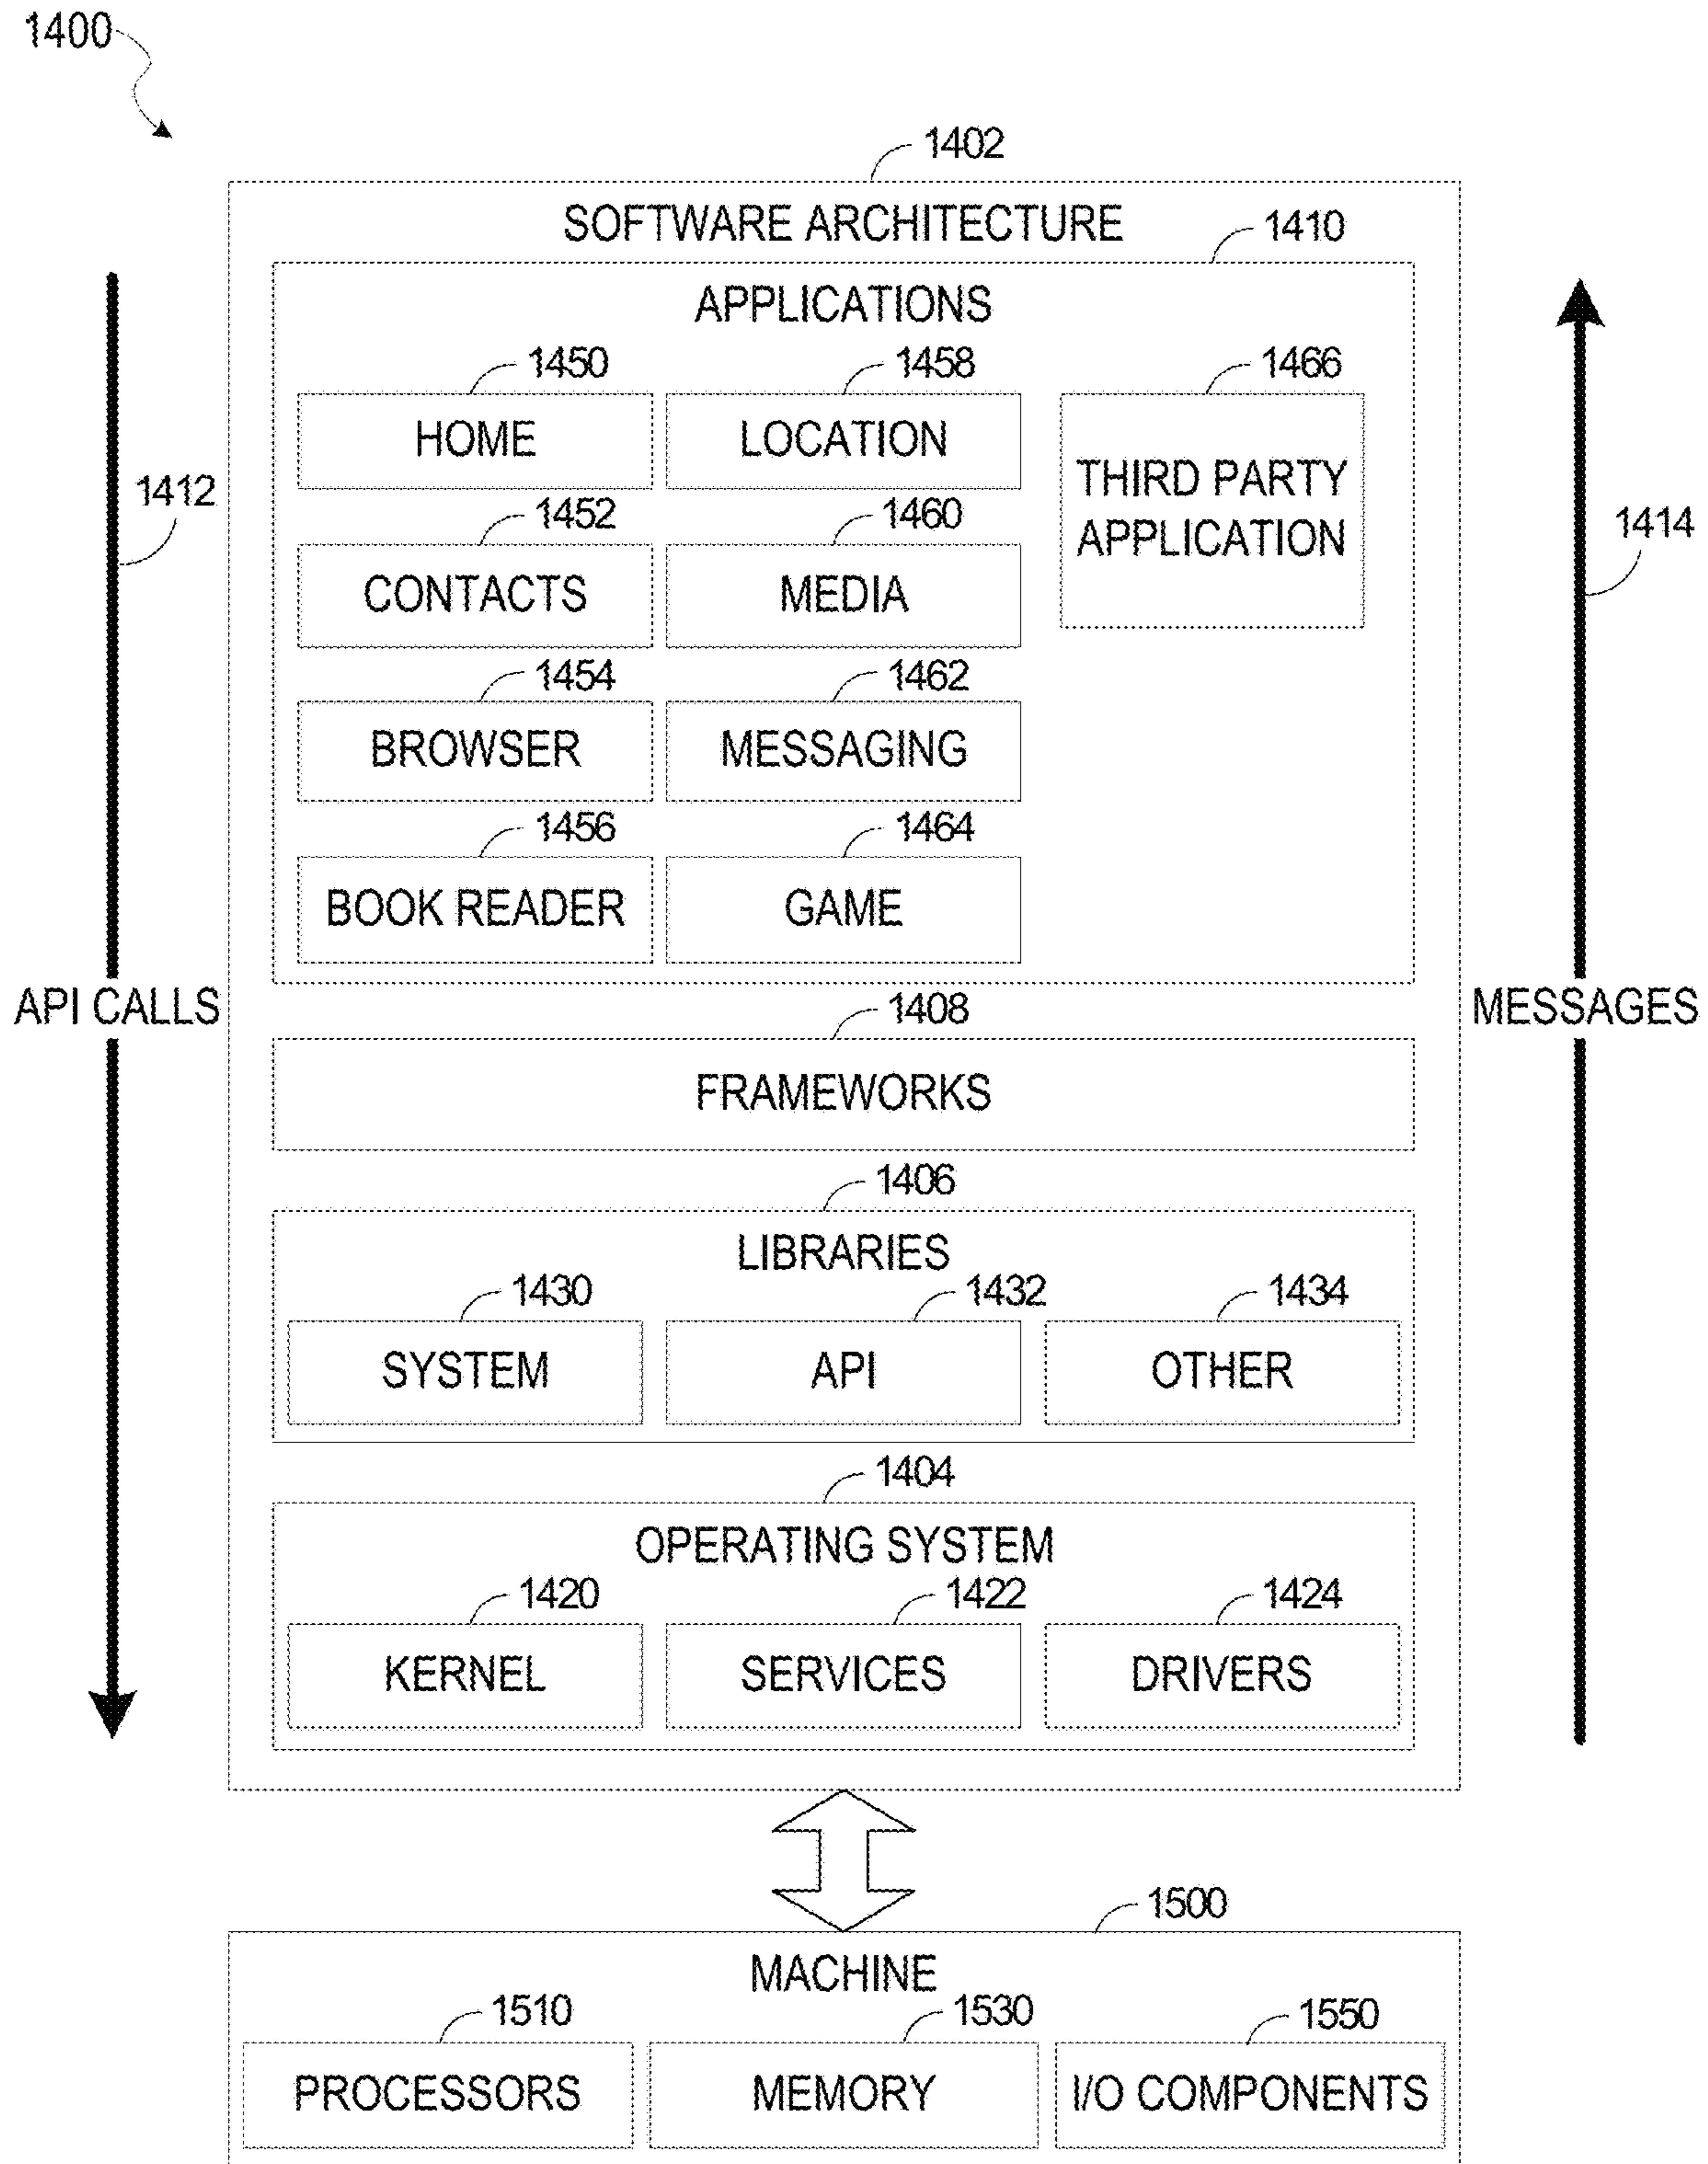 1400
1402
SOFTWARE ARCHITECTURE
1410
APPLICATIONS
1450
1458
1466
HOME
LOCATION
THIRD PARTY
APPLICATION
1412
1452
1460
1414
CONTACTS
MEDIA
1454
1462
BROWSER
MESSAGING
1456
1464
BOOK READER
GAME
API CALLS
MESSAGES
1408
FRAMEWORKS
1406
LIBRARIES
1430
1432
1434
SYSTEM
API
OTHER
1404
OPERATING SYSTEM
1420
1422
1424
KERNEL
SERVICES
DRIVERS
1500
MACHINE
1510
1530
1550
PROCESSORS
MEMORY
I/O COMPONENTS